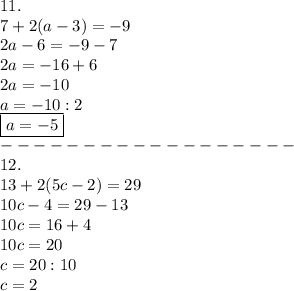 11.
7 + 2(a − 3) = −9
2a − 6 = −9 − 7
2a = −16 + 6
2a = −10
a = −10 : 2
a = −5
− − − − − − − − − − − − − − − − − −
12.
13 + 2(5c − 2) = 29
10c − 4 = 29 − 13
10c = 16 + 4
10c = 20
c = 20 : 10
c = 2